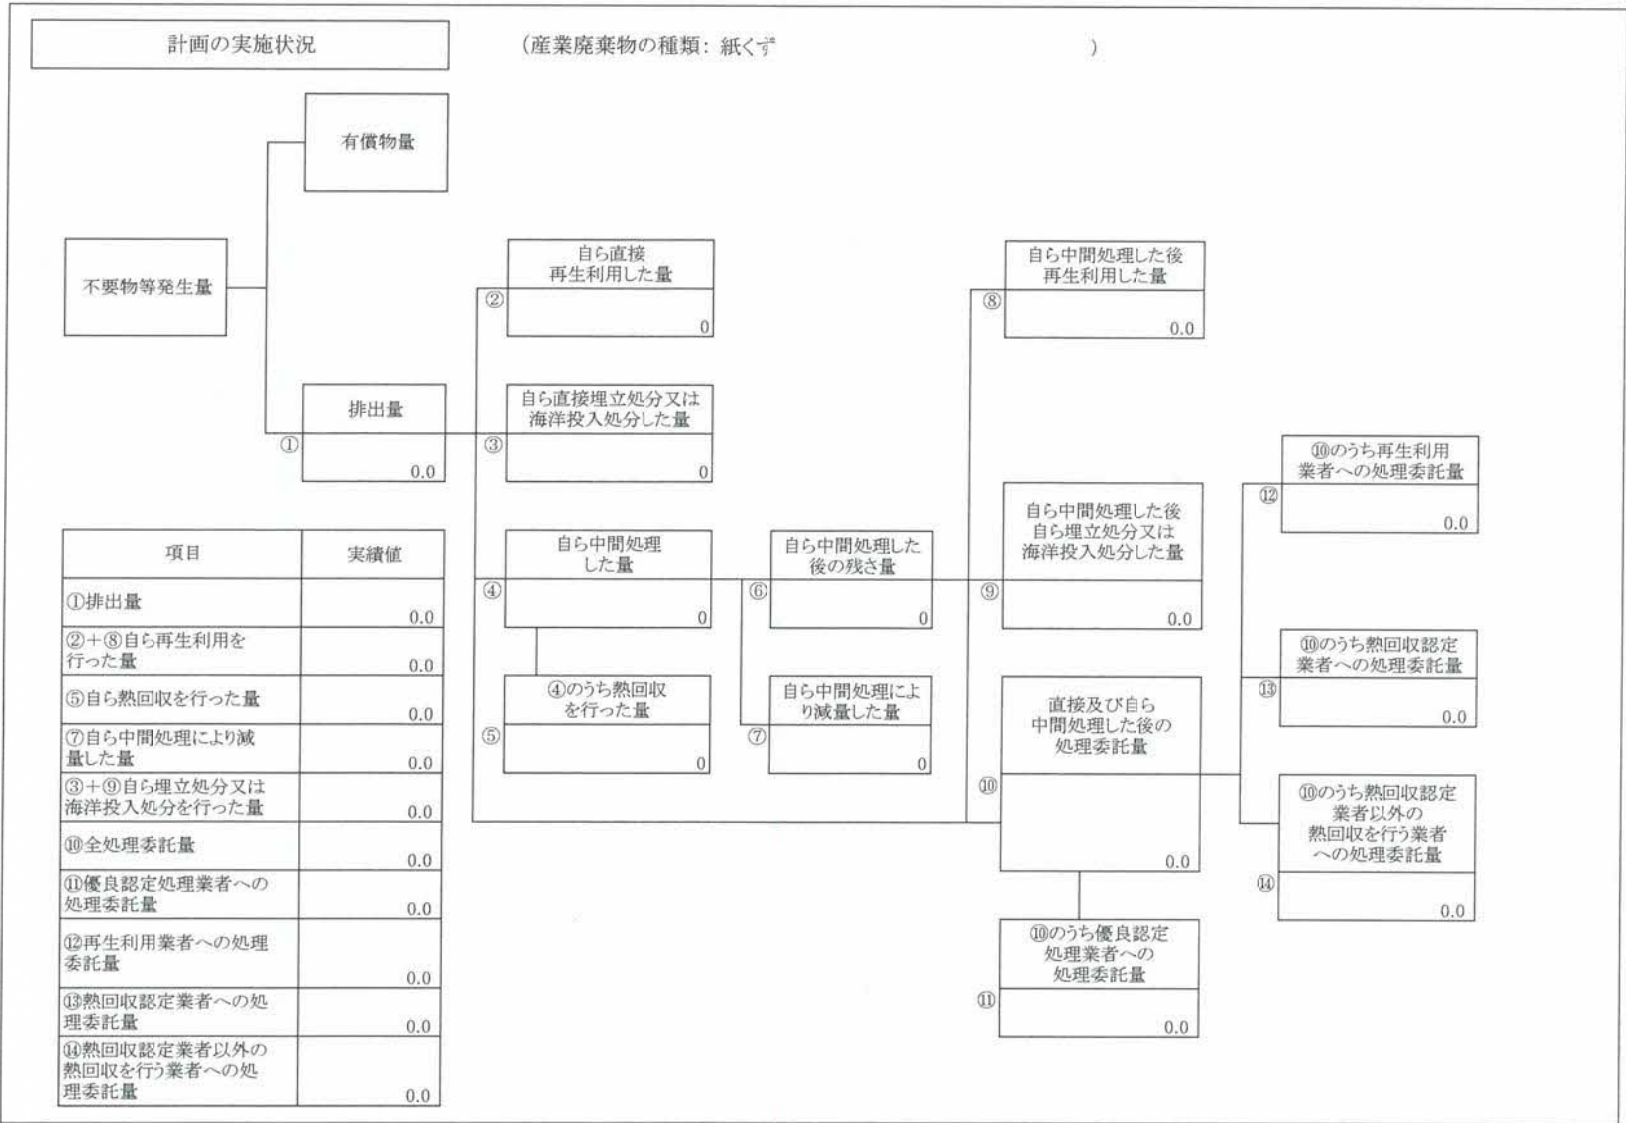 計画の実施状況
(産業廃棄物の種類: 紙くず )
有償物量
不要物等発生量
自ら直接
再生利用した量
②
0
自ら中間処理した後
再生利用した量
⑧
0.0
排出量
①
0.0
自ら直接埋立処分又は
海洋投入処分した量
③
0
⑩のうち再生利用
業者への処理委託量
⑫
0.0
自ら中間処理
した量
④
0
自ら中間処理した
後の残さ量
⑥
0
自ら中間処理した後
自ら埋立処分又は
海洋投入処分した量
⑨
0.0
⑩のうち熱回収認定
業者への処理委託量
⑬
0.0
④のうち熱回収
を行った量
⑤
0
自ら中間処理によ
り減量した量
⑦
0
直接及び自ら
中間処理した後の
処理委託量
⑩
0.0
⑩のうち熱回収認定
業者以外の
熱回収を行う業者
への処理委託量
⑭
0.0
⑩のうち優良認定
処理業者への
処理委託量
⑪
0.0
項目 実績値
①排出量
0.0
②+⑧自ら再生利用を
行った量
0.0
⑤自ら熱回収を行った量
0.0
⑦自ら中間処理により減
量した量
0.0
③+⑨自ら埋立処分又は
海洋投入処分を行った量
0.0
⑩全処理委託量
0.0
⑪優良認定処理業者への
処理委託量
0.0
⑫再生利用業者への処理
委託量
0.0
⑬熱回収認定業者への処
理委託量
0.0
⑭熱回収認定業者以外の
熱回収を行う業者への処
理委託量
0.0